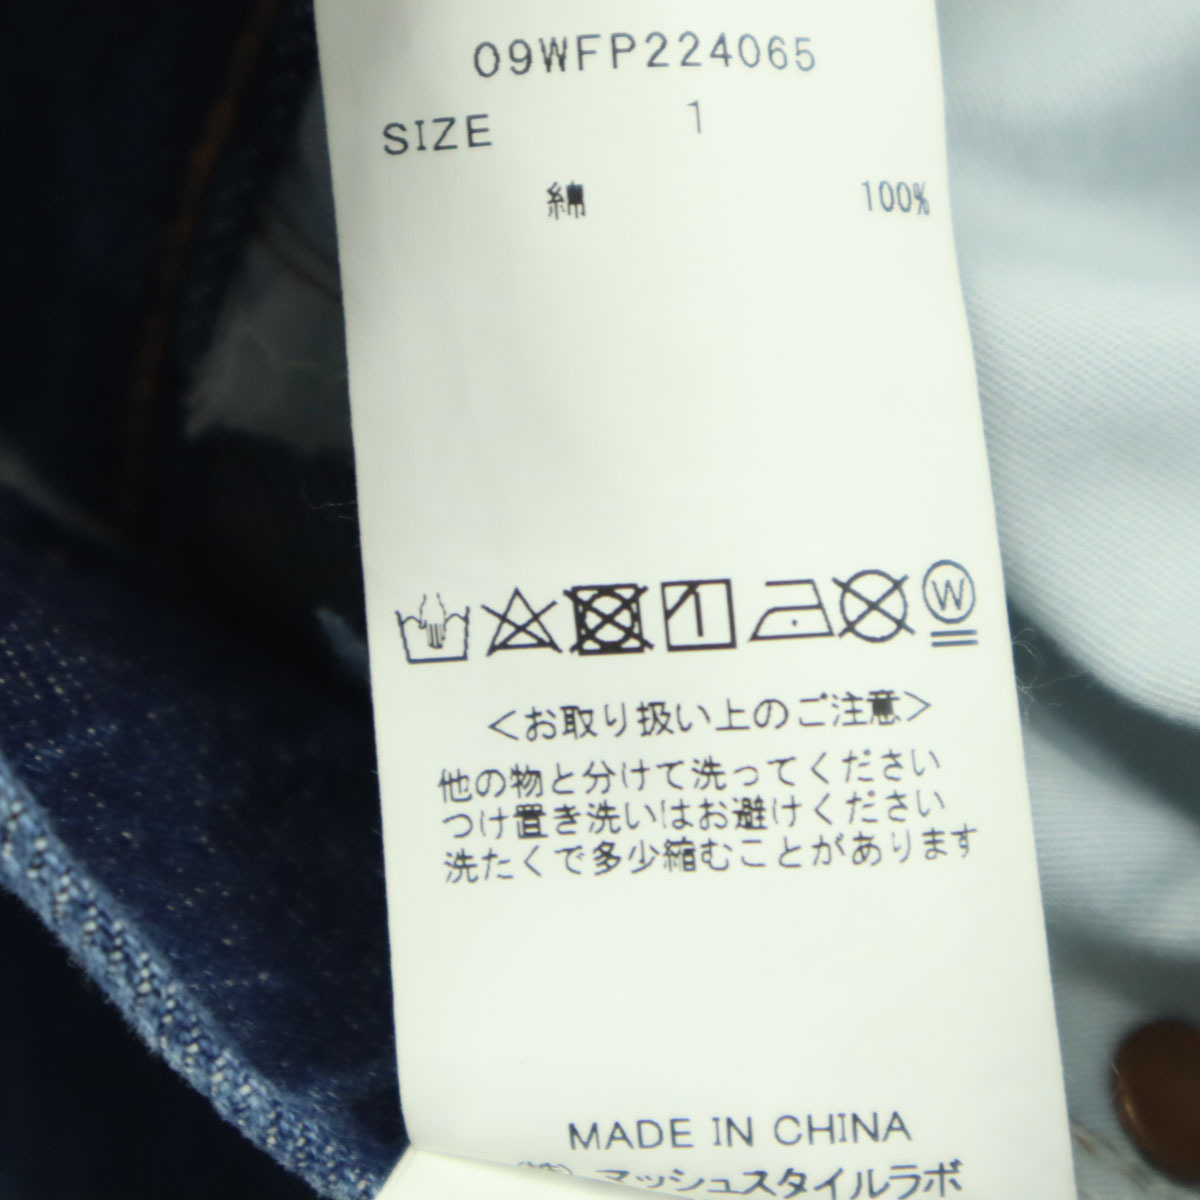 09WFP224065
SIZE 1
綿 100%
W
<お取り扱い上のご注意>
他の物と分けて洗ってください
つけ置き洗いはお避けください
洗たくで多少縮むことがあります
MADE IN CHINA
(株) マッシュスタイルラボ